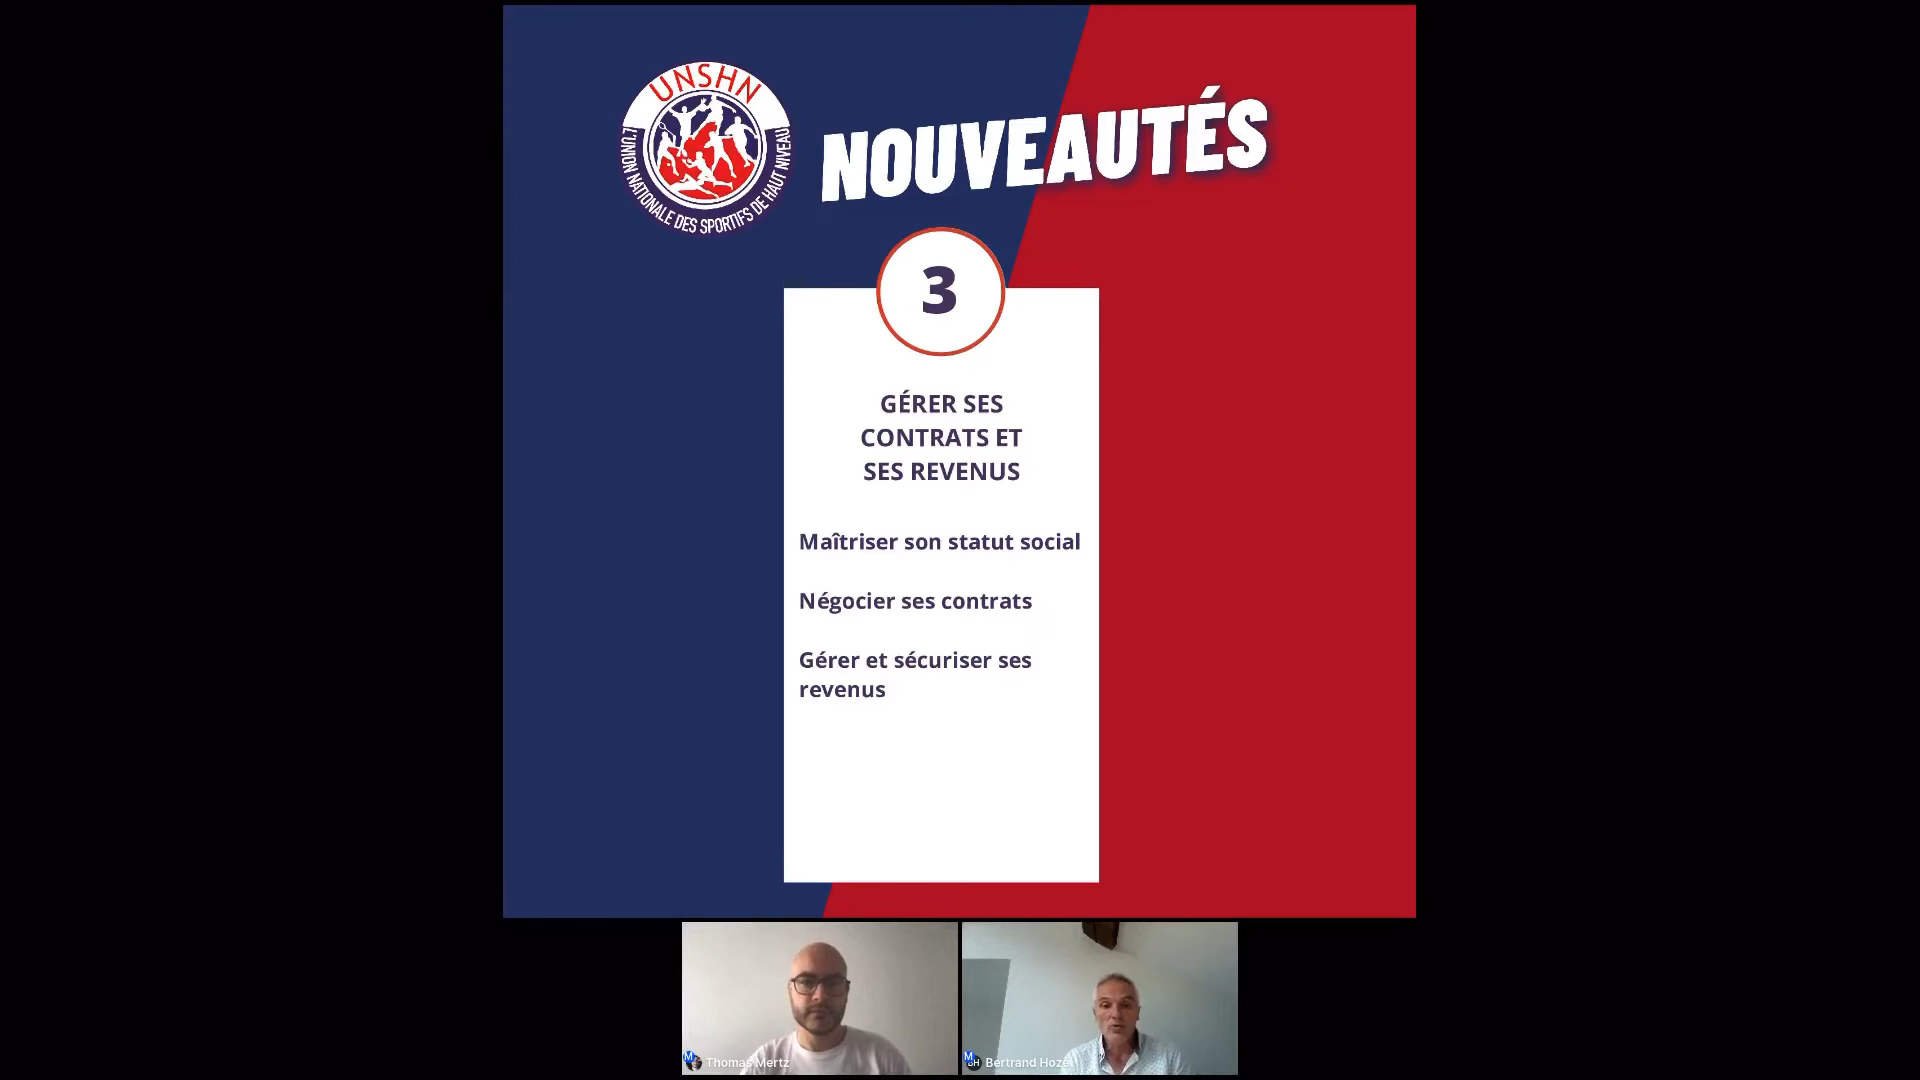 UNSHN
L'UNION NATIONALE DES SPORTIFS DE HAUT NIVEAU
NOUVEAUTÉS
3
GÉRER SES
CONTRATS ET
SES REVENUS
Maîtriser son statut social
Négocier ses contrats
Gérer et sécuriser ses
revenus
M
Thomas Mertz
M
BH
Bertrand